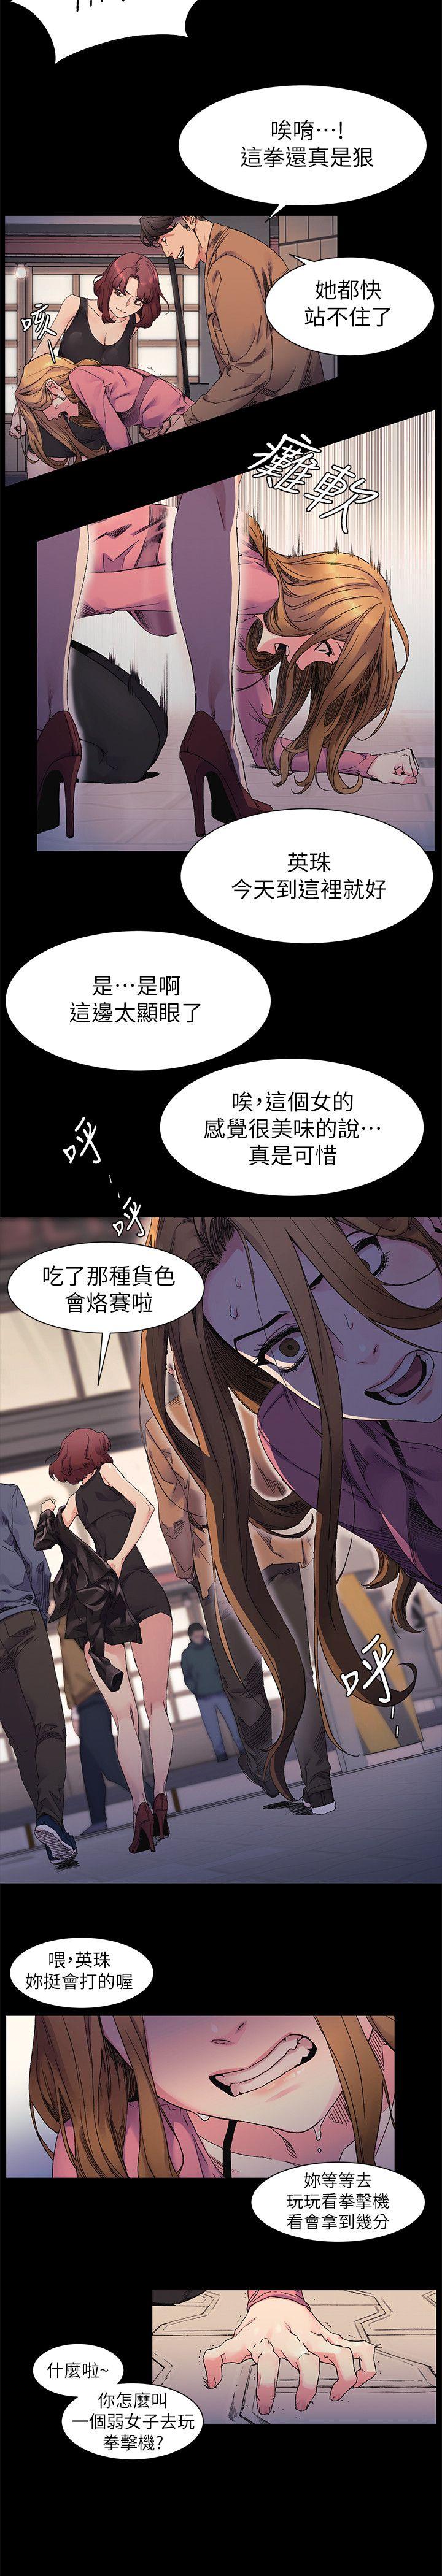 唉唷⋯!
這拳還真是狠
她都快
站不住了
咳
癱軟
英珠
今天到這裡就好
是⋯是啊
這邊太顯眼了
唉，這個女的
感覺很美味的說⋯
真是可惜
呼
呼
吃了那種貨色
會烙賽啦
呼
喂，英珠
妳挺會打的喔
妳等等去
玩玩看拳擊機
看會拿到幾分
什麼啦~
你怎麼叫
一個弱女子去玩
拳擊機?